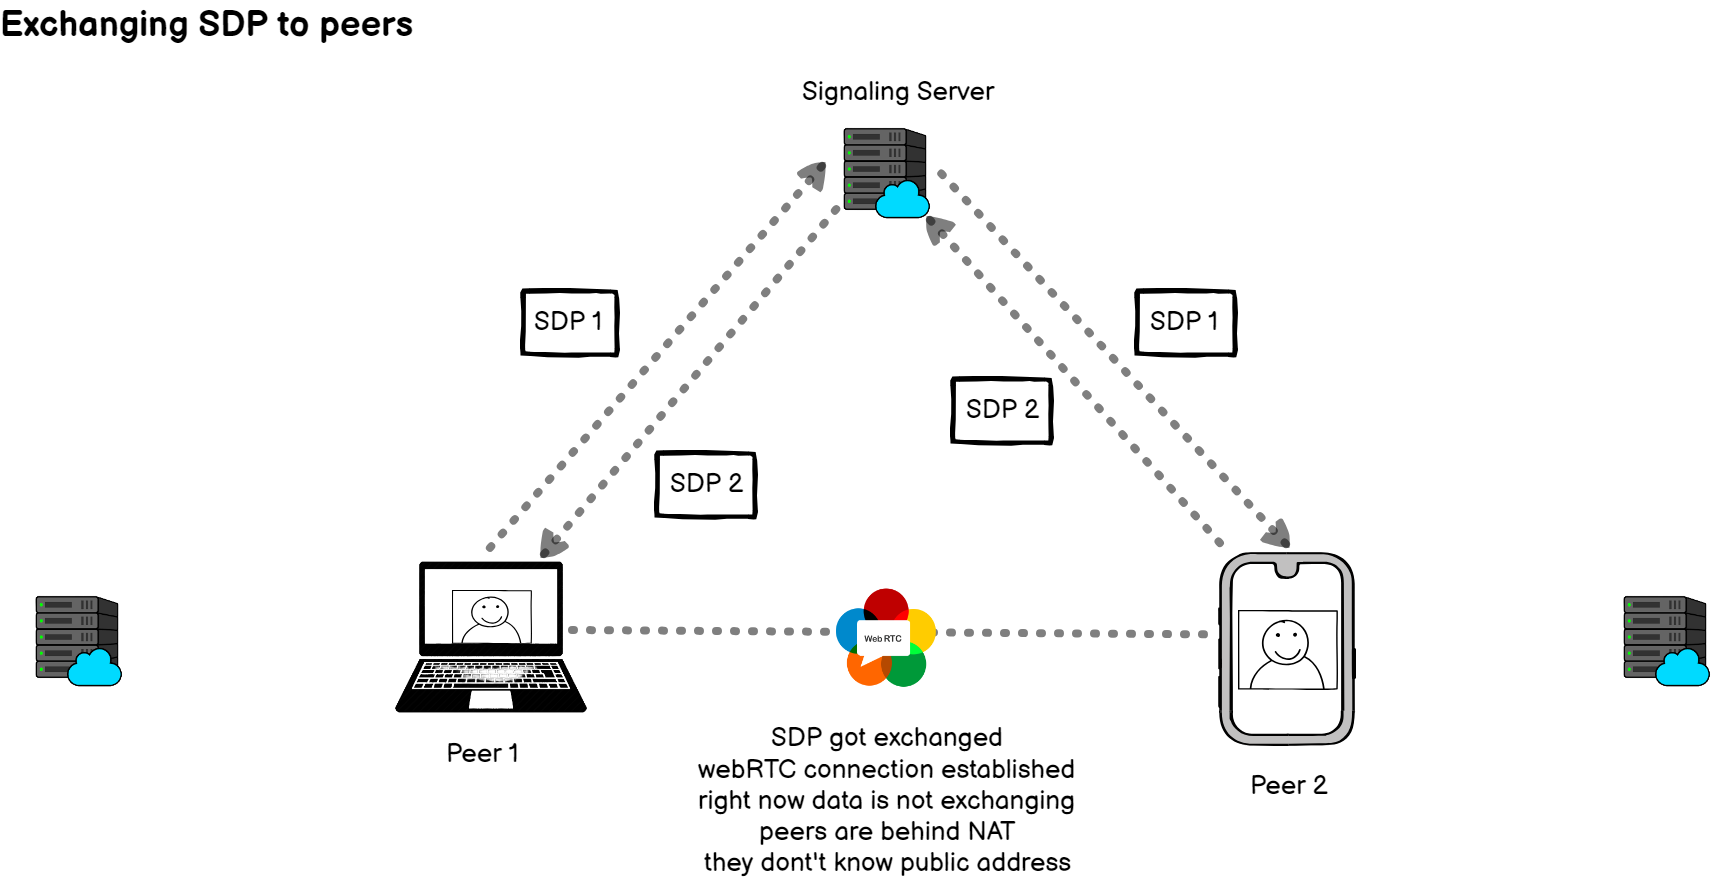 Exchanging SDP to peers
Signaling Server
SDP 1
SDP 1
SDP 2
SDP 2
Web RTC
Peer 1
Peer 2
SDP got exchanged
webRTC connection established
right now data is not exchanging
peers are behind NAT
they dont't know public address